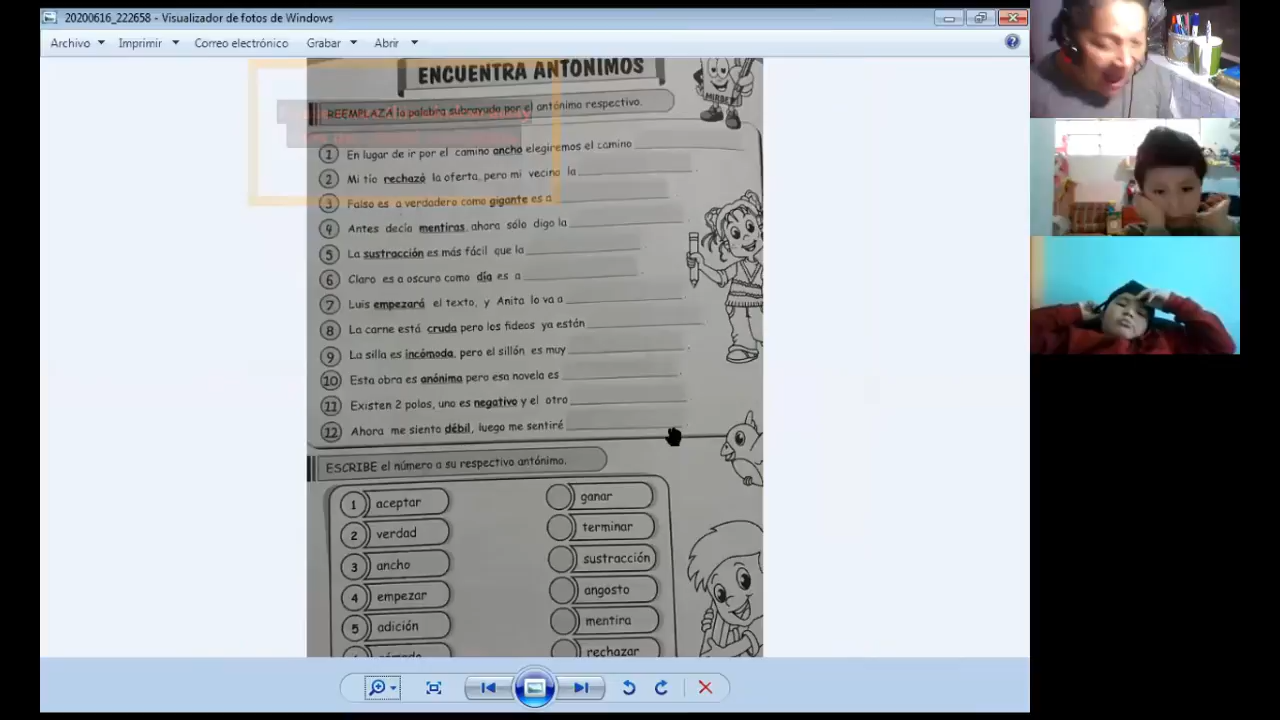 20200616_222658 - Visualizador de fotos de Windows
Archivo Imprimir Correo electrónico Grabar Abrir
ENCUENTRA ANTÓNIMOS
MIRBET
REEMPLAZA la palabra subrayada por el antónimo respectivo.
1 En lugar de ir por el camino ancho elegiremos el camino
2 Mi tío rechazó la oferta, pero mi vecino la
3 Falso es a verdadero como gigante es a
4 Antes decía mentiras, ahora sólo digo la
5 La sustracción es más fácil que la
6 Claro es a oscuro como día es a
7 Luis empezará el texto, y Anita lo va a
8 La carne está cruda pero los fideos ya están
9 La silla es incómoda, pero el sillón es muy
10 Esta obra es anónima pero esa novela es
11 Existen 2 polos, uno es negativo y el otro
12 Ahora me siento débil, luego me sentiré
ESCRIBE el número a su respectivo antónimo.
1 aceptar ganar
2 verdad terminar
3 ancho sustracción
4 empezar angosto
5 adición mentira
rechazar